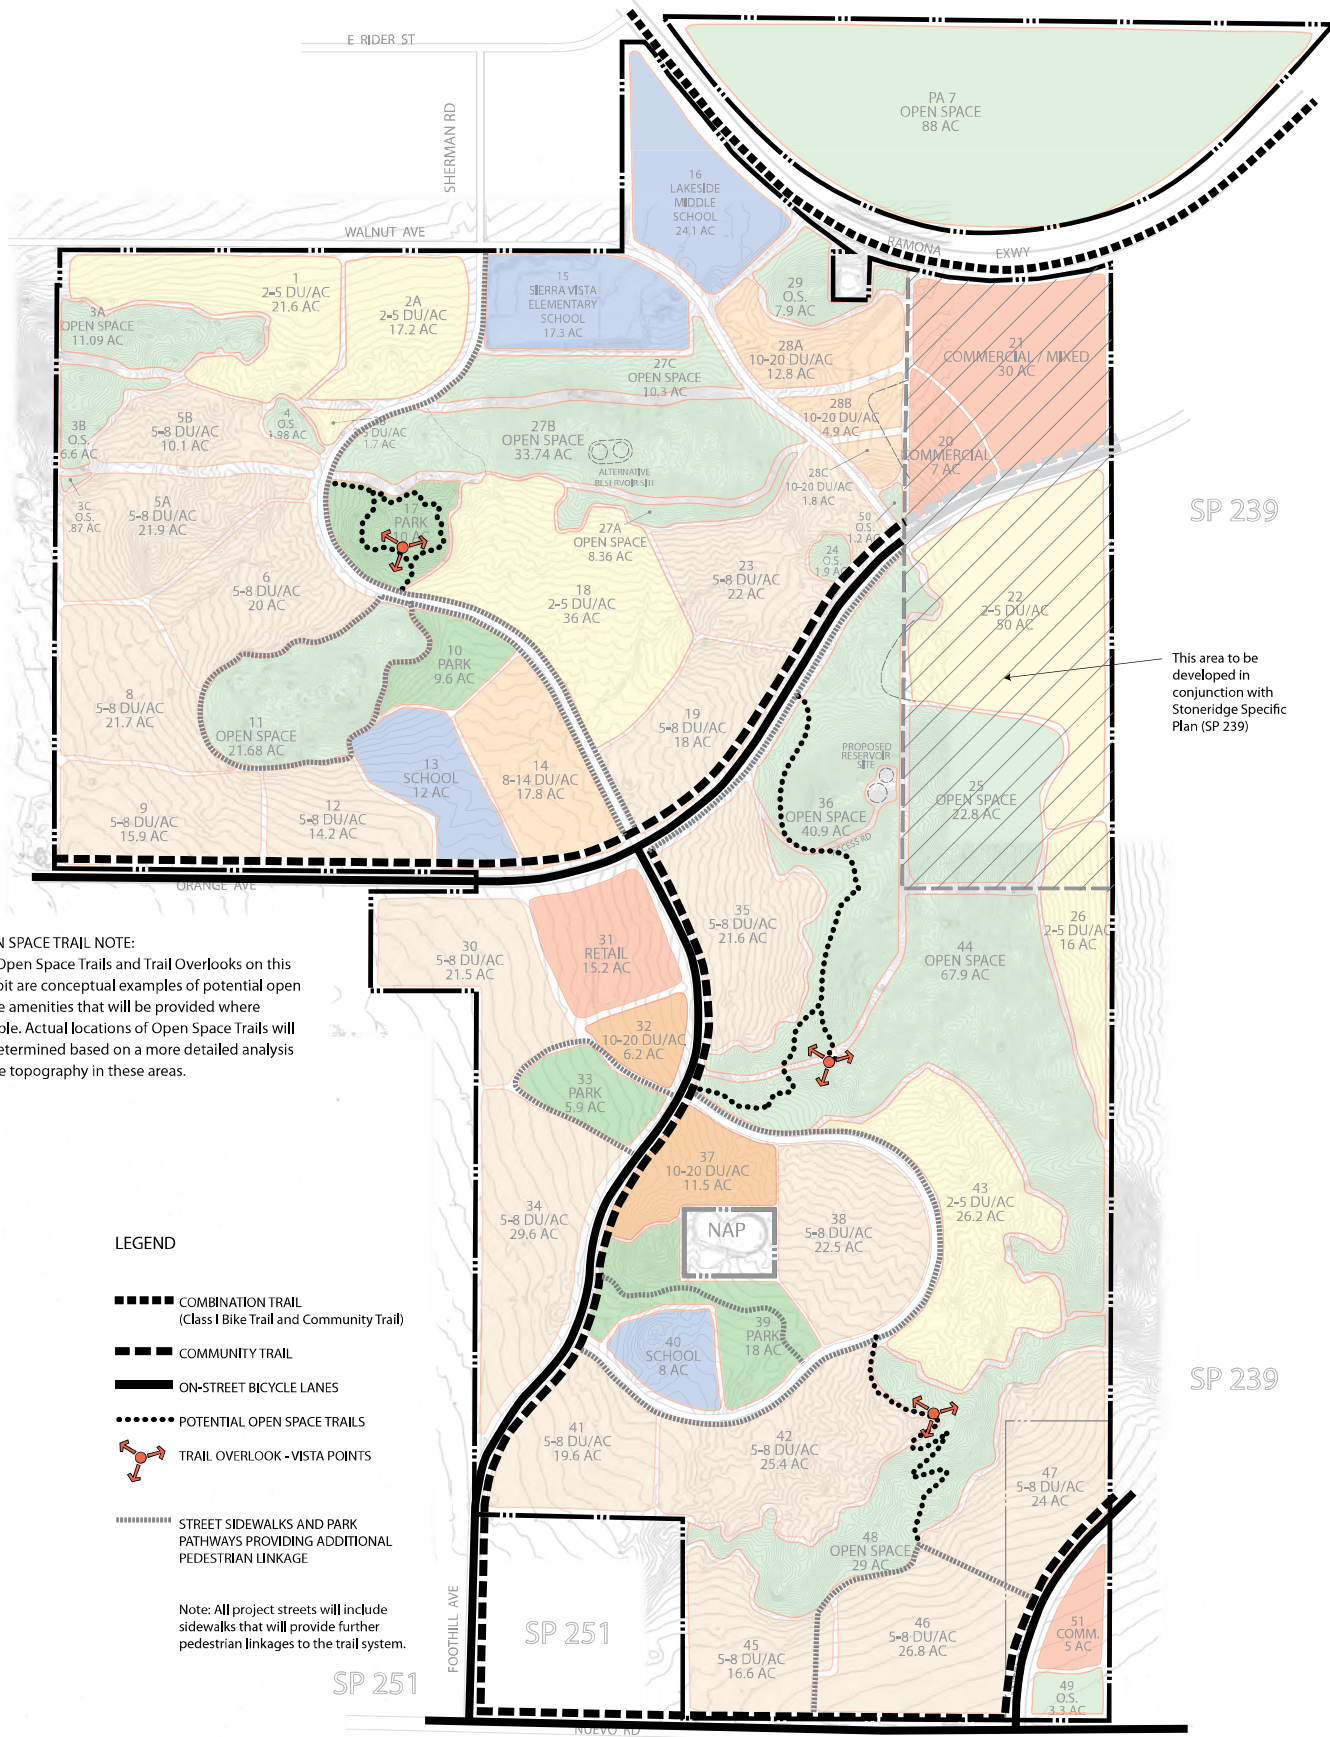 E RIDER ST
SHERMAN RD
WALNUT AVE
PA 7
OPEN SPACE
88 AC
16
LAKESIDE
MIDDLE
SCHOOL
24.1 AC
RAMONA
EXWY
1
2-5 DU/AC
21.6 AC
2A
2-5 DU/AC
17.2 AC
15
SIERRA VISTA
ELEMENTARY
SCHOOL
17.3 AC
29
O.S.
7.9 AC
3A
OPEN SPACE
11.09 AC
28A
10-20 DU/AC
12.8 AC
21
COMMERCIAL / MIXED
30 AC
27C
OPEN SPACE
10.3 AC
3B
O.S.
6.6 AC
5B
5-8 DU/AC
10.1 AC
4
O.S.
1.98 AC
DU/AC
1.7 AC
27B
OPEN SPACE
33.74 AC
ALTERNATIVE
RESERVOIR SITE
28B
10-20 DU/AC
4.9 AC
20
COMMERCIAL
7 AC
28C
10-20 DU/AC
1.8 AC
3C
O.S.
.87 AC
5A
5-8 DU/AC
21.9 AC
17
PARK
10 AC
27A
OPEN SPACE
8.36 AC
50
O.S.
1.2 AC
24
O.S.
1.9 AC
SP 239
6
5-8 DU/AC
20 AC
18
2-5 DU/AC
36 AC
23
5-8 DU/AC
22 AC
22
2-5 DU/AC
50 AC
10
PARK
9.6 AC
This area to be
developed in
conjunction with
Stoneridge Specific
Plan (SP 239)
8
5-8 DU/AC
21.7 AC
11
OPEN SPACE
21.68 AC
19
5-8 DU/AC
18 AC
13
SCHOOL
12 AC
14
8-14 DU/AC
17.8 AC
PROPOSED
RESERVOIR
SITE
36
OPEN SPACE
40.9 AC
25
OPEN SPACE
22.8 AC
9
5-8 DU/AC
15.9 AC
12
5-8 DU/AC
14.2 AC
CESS RD
ORANGE AVE
30
5-8 DU/AC
21.5 AC
31
RETAIL
15.2 AC
35
5-8 DU/AC
21.6 AC
44
OPEN SPACE
67.9 AC
26
2-5 DU/AC
16 AC
N SPACE TRAIL NOTE:
Open Space Trails and Trail Overlooks on this
bit are conceptual examples of potential open
e amenities that will be provided where
ble. Actual locations of Open Space Trails will
etermined based on a more detailed analysis
e topography in these areas.
32
10-20 DU/AC
6.2 AC
33
PARK
5.9 AC
37
10-20 DU/AC
11.5 AC
34
5-8 DU/AC
29.6 AC
NAP
38
5-8 DU/AC
22.5 AC
43
2-5 DU/AC
26.2 AC
39
PARK
18 AC
40
SCHOOL
8 AC
SP 239
41
5-8 DU/AC
19.6 AC
42
5-8 DU/AC
25.4 AC
47
5-8 DU/AC
24 AC
48
OPEN SPACE
29 AC
LEGEND
COMBINATION TRAIL
(Class I Bike Trail and Community Trail)
COMMUNITY TRAIL
ON-STREET BICYCLE LANES
POTENTIAL OPEN SPACE TRAILS
TRAIL OVERLOOK - VISTA POINTS
STREET SIDEWALKS AND PARK
PATHWAYS PROVIDING ADDITIONAL
PEDESTRIAN LINKAGE
Note: All project streets will include
sidewalks that will provide further
pedestrian linkages to the trail system.
FOOTHILL AVE
SP 251
SP 251
45
5-8 DU/AC
16.6 AC
46
5-8 DU/AC
26.8 AC
51
COMM.
5 AC
49
O.S.
3.3 AC
NUEVO RD